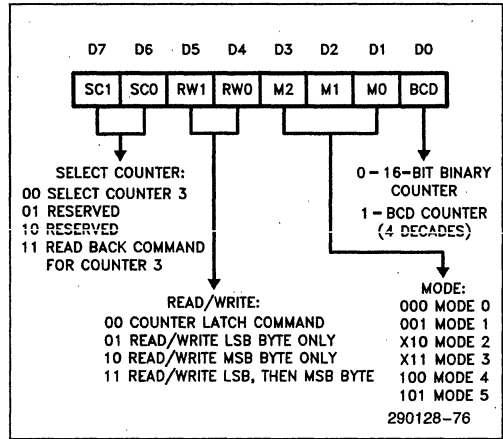 D7 D6 D5 D4 D3 D2 D1 D0
SC1 SC0 RW1 RW0 M2 M1 M0 BCD
SELECT COUNTER:
00 SELECT COUNTER 3
01 RESERVED
10 RESERVED
11 READ BACK COMMAND
FOR COUNTER 3
0-16-BIT BINARY
COUNTER
1-BCD COUNTER
(4 DECADES)
READ/WRITE:
00 COUNTER LATCH COMMAND
01 READ/WRITE LSB BYTE ONLY
10 READ/WRITE MSB BYTE ONLY
11 READ/WRITE LSB, THEN MSB BYTE
MODE:
000 MODE 0
001 MODE 1
X10 MODE 2
X11 MODE 3
100 MODE 4
101 MODE 5
290128-76